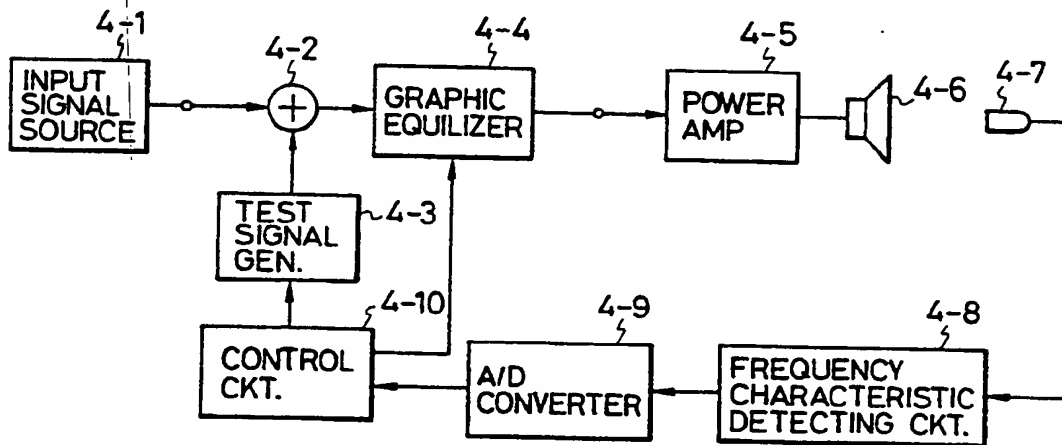 4-1
INPUT
SIGNAL
SOURCE
4-2
4-4
GRAPHIC
EQUILIZER
4-5
POWER
AMP
4-6
4-7
TEST
SIGNAL
GEN.
4-3
4-10
CONTROL
CKT.
4-9
A/D
CONVERTER
4-8
FREQUENCY
CHARACTERISTIC
DETECTING CKT.